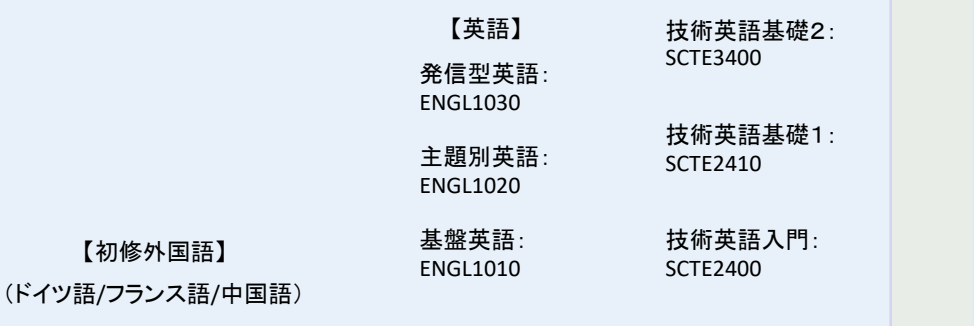 【英語】
発信型英語：
ENGL1030
主題別英語：
ENGL1020
基盤英語：
ENGL1010
技術英語基礎２：
SCTE3400
技術英語基礎１：
SCTE2410
技術英語入門：
SCTE2400
【初修外国語】
（ドイツ語/フランス語/中国語）